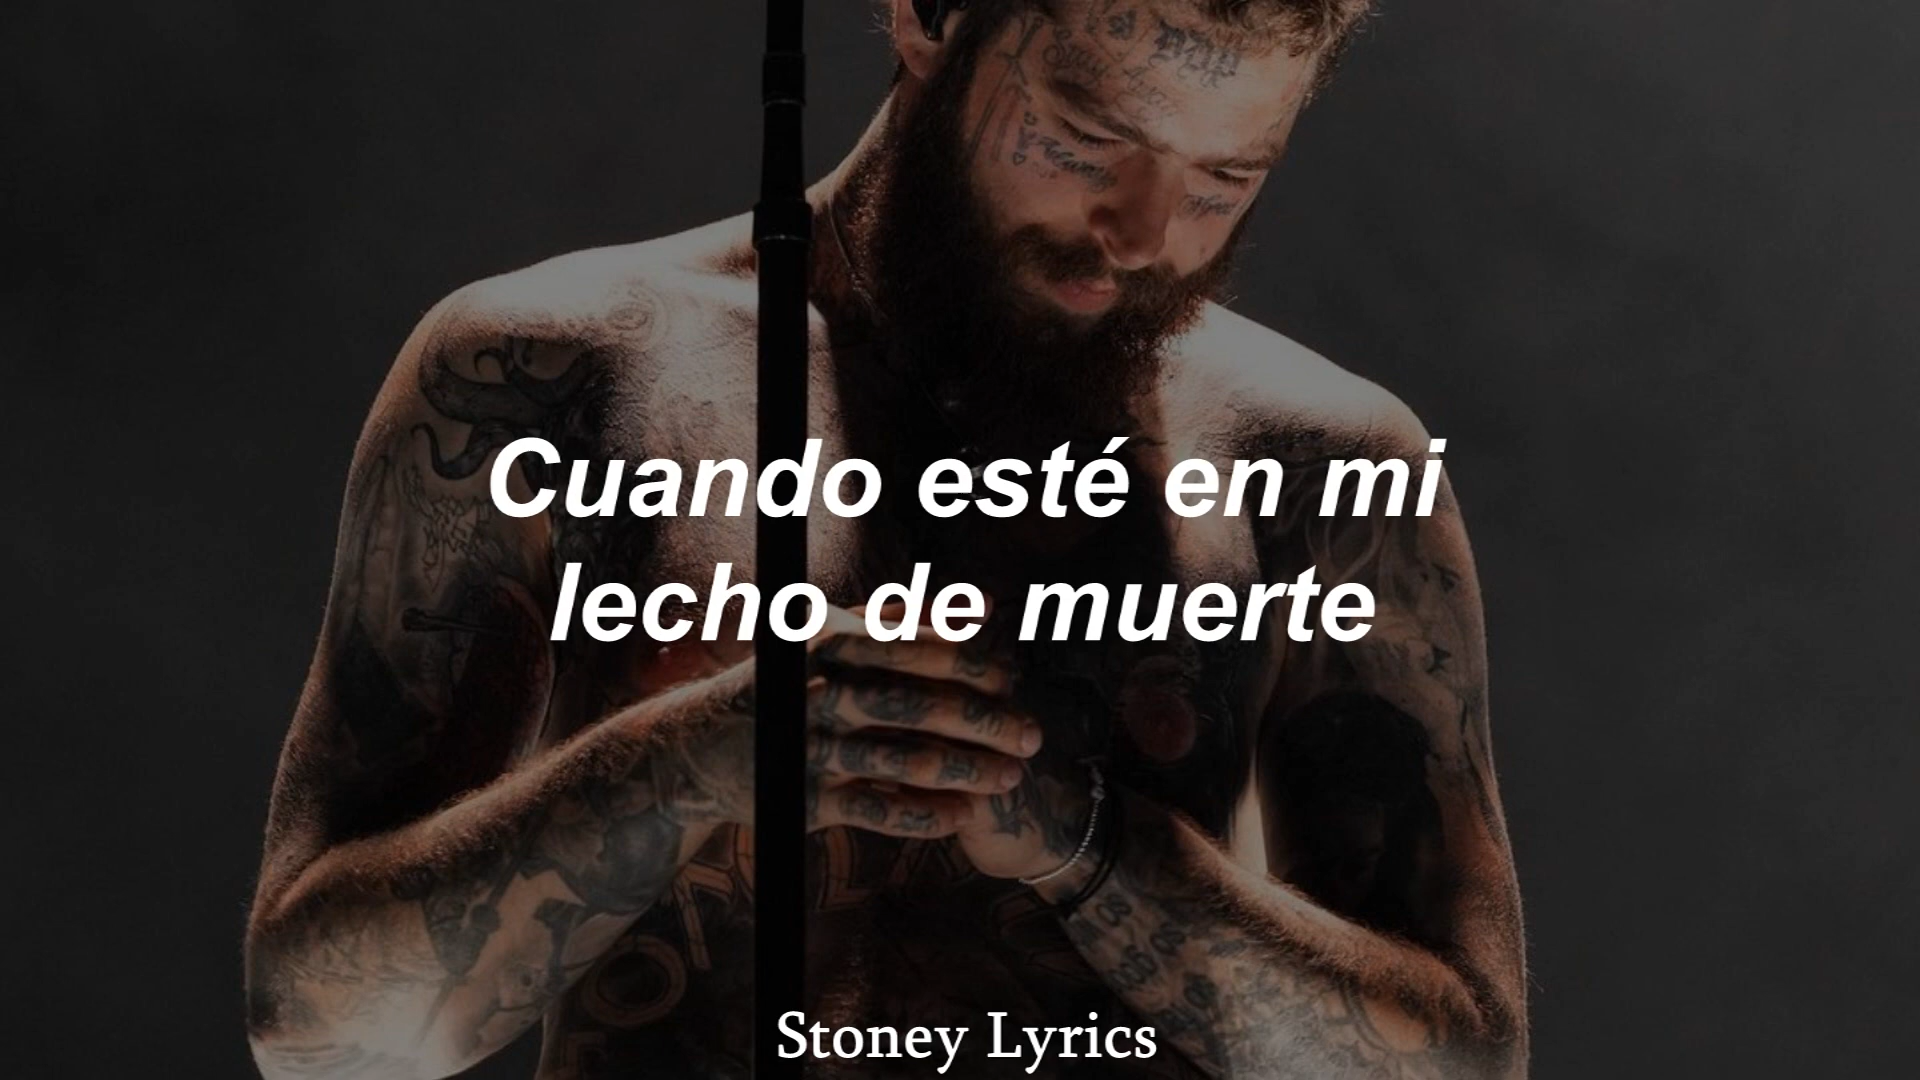 Cuando esté en mi
lecho de muerte
Stoney Lyrics